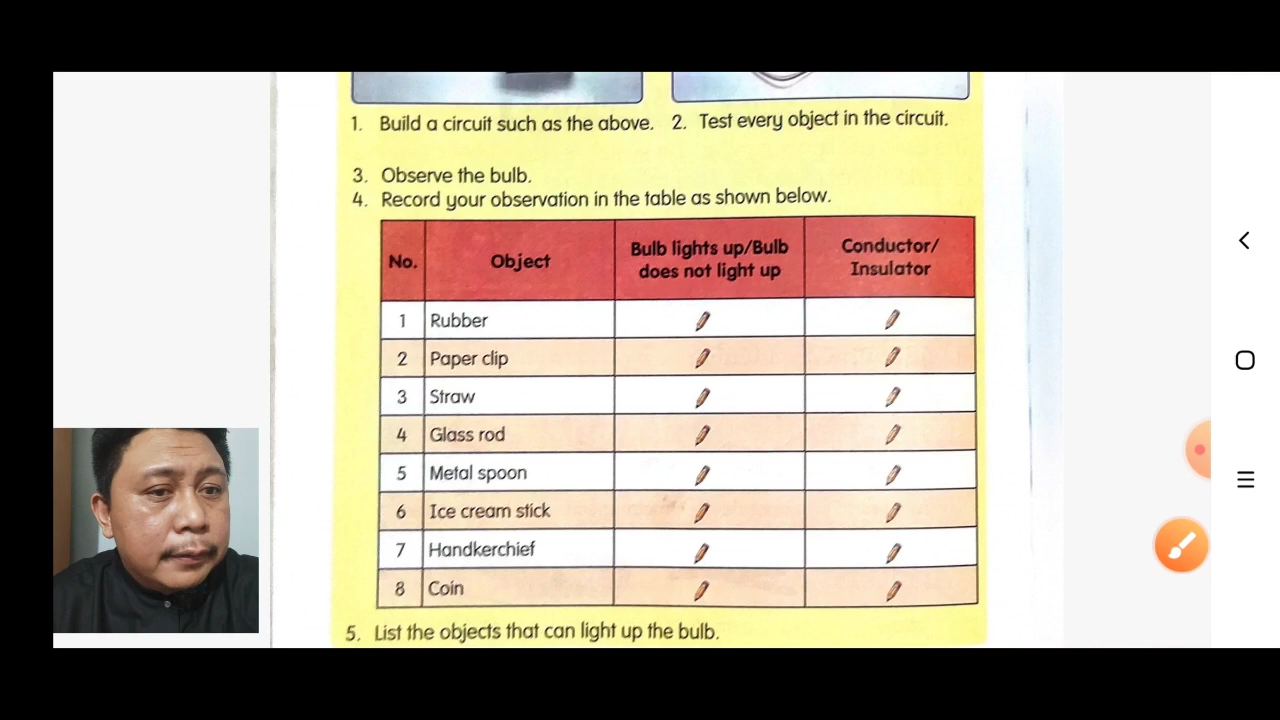 1. Build a circuit such as the above. 2. Test every object in the circuit.
3. Observe the bulb.
4. Record your observation in the table as shown below.
No. Object Bulb lights up/Bulb does not light up Conductor/ Insulator
1 Rubber
2 Paper clip
3 Straw
4 Glass rod
5 Metal spoon
6 Ice cream stick
7 Handkerchief
8 Coin
5. List the objects that can light up the bulb.